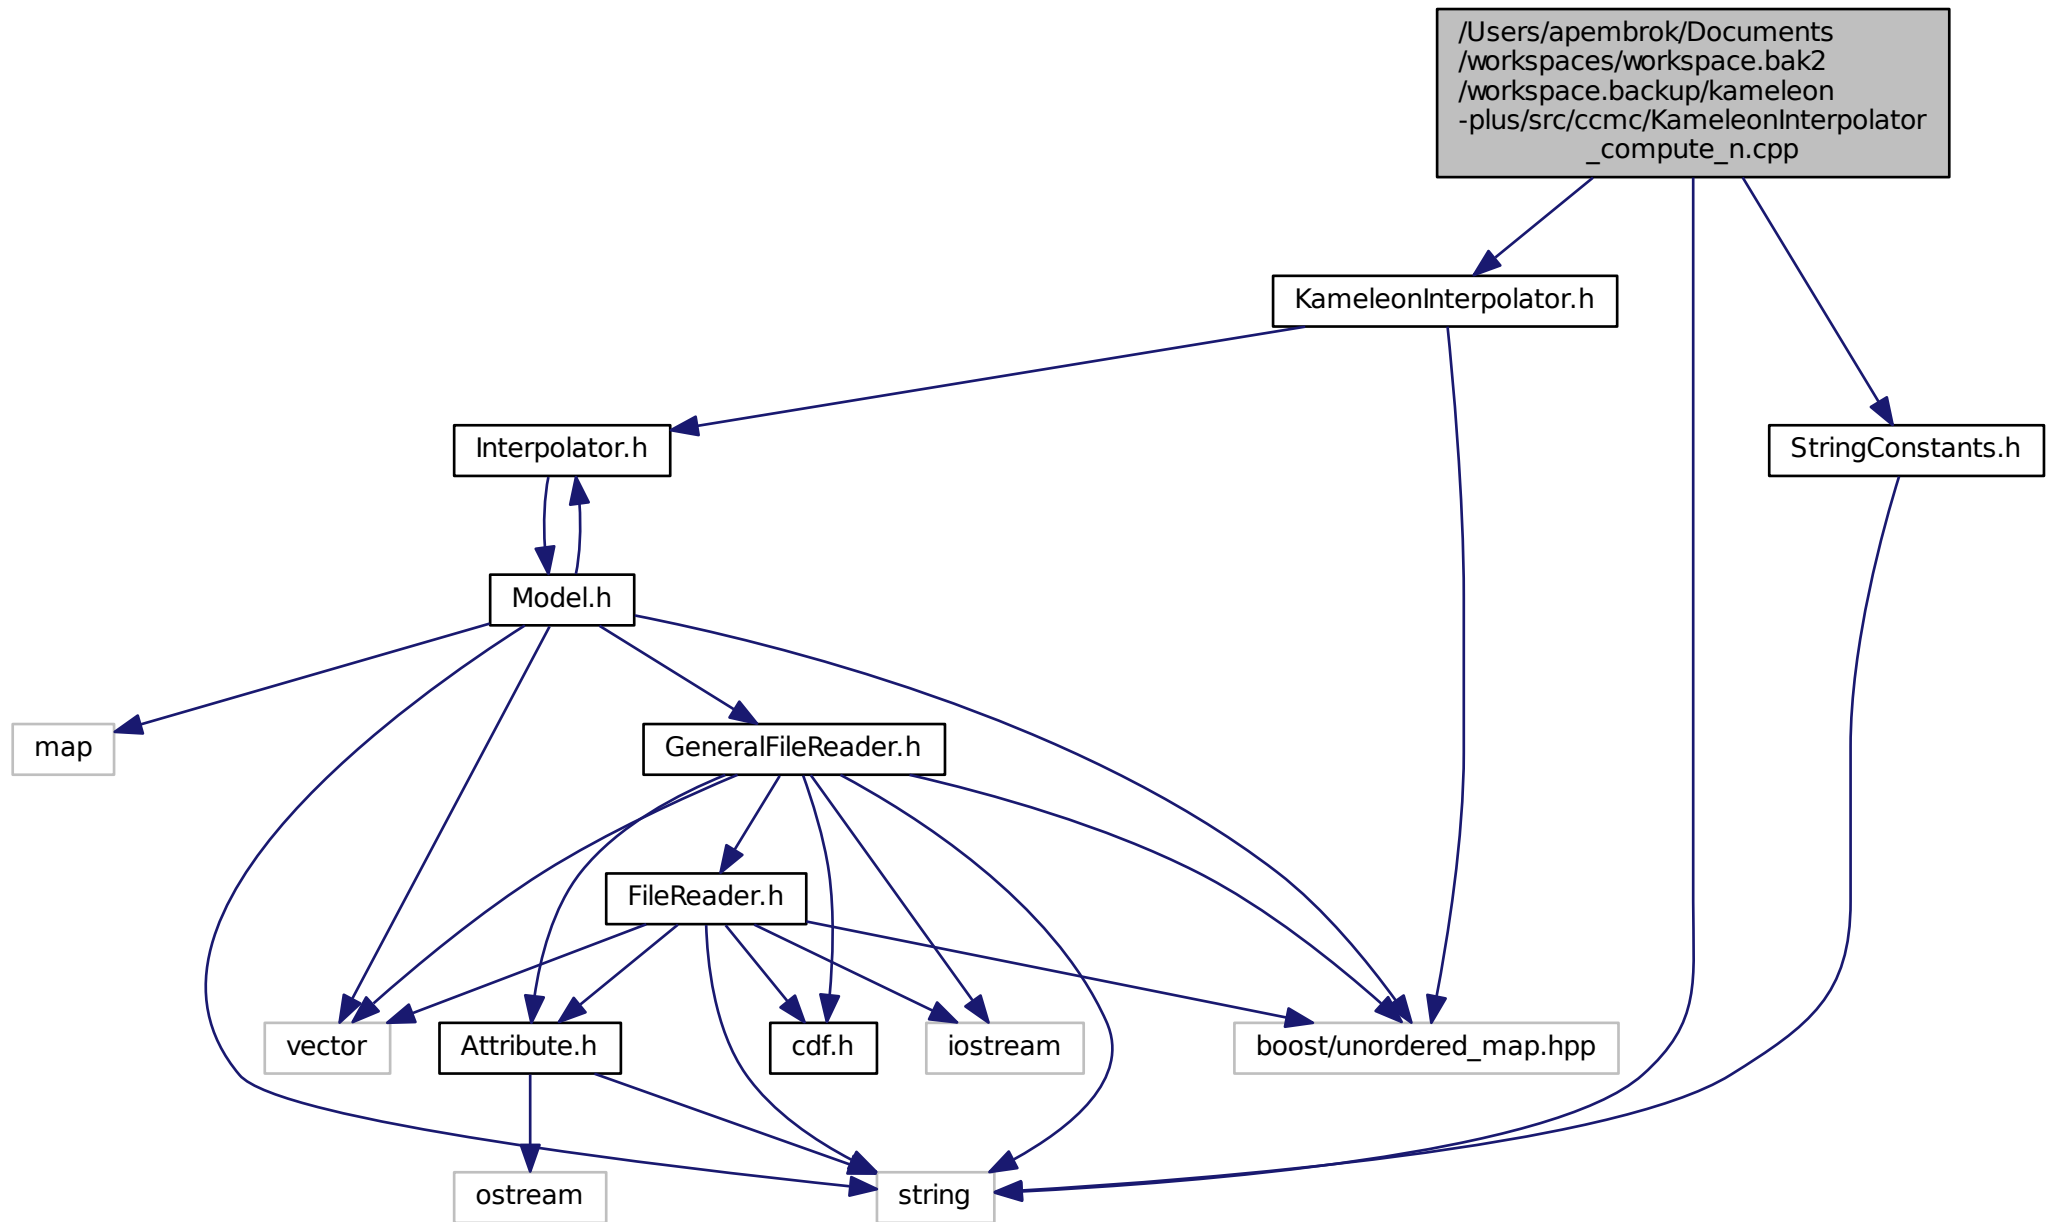 /Users/apembrok/Documents
/workspaces/workspace.bak2
/workspace.backup/kameleon
-plus/src/ccmc/KameleonInterpolator
_compute_n.cpp
KameleonInterpolator.h
Interpolator.h
StringConstants.h
Model.h
map
GeneralFileReader.h
FileReader.h
vector
Attribute.h
cdf.h
iostream
boost/unordered_map.hpp
ostream
string